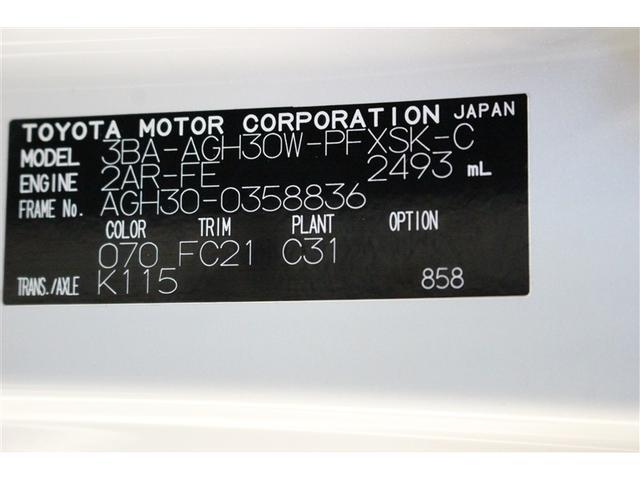 TOYOTA MOTOR CORPORATION JAPAN
MODEL 3BA-AGH30W-PFXSK-C
ENGINE 2AR-FE 2493 mL
FRAME No. AGH30-0358836
COLOR TRIM PLANT OPTION
070 FC21 C31
TRANS./AXLE K115 858